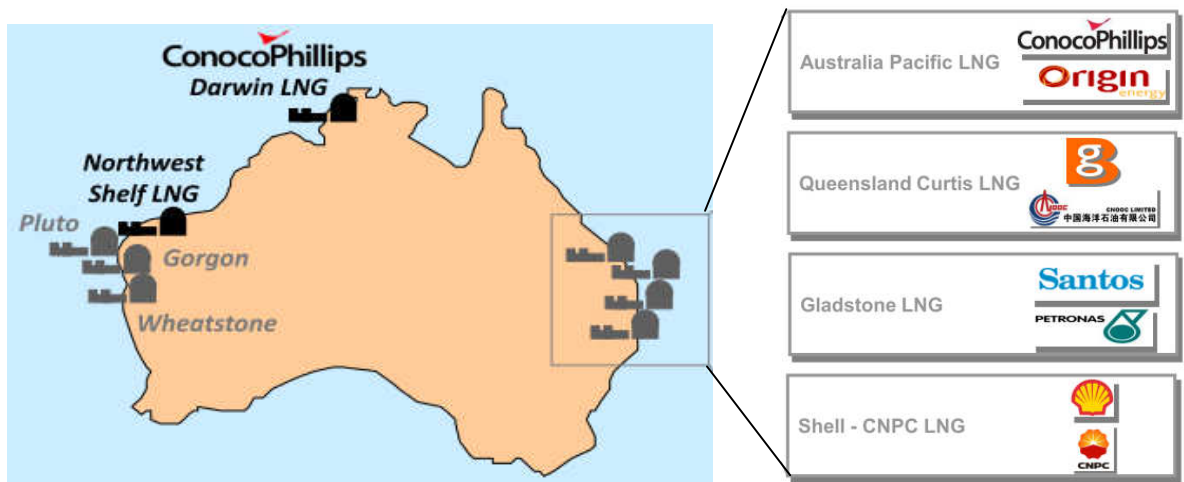 ConocoPhillips
Darwin LNG
Northwest
Shelf LNG
Pluto
Gorgon
Wheatstone
Australia Pacific LNG
ConocoPhillips
Origin
energy
Queensland Curtis LNG
Bg
CNOOC
CNOOC LIMITED
中国海洋石油有限公司
Gladstone LNG
Santos
PETRONAS
Shell - CNPC LNG
CNPC